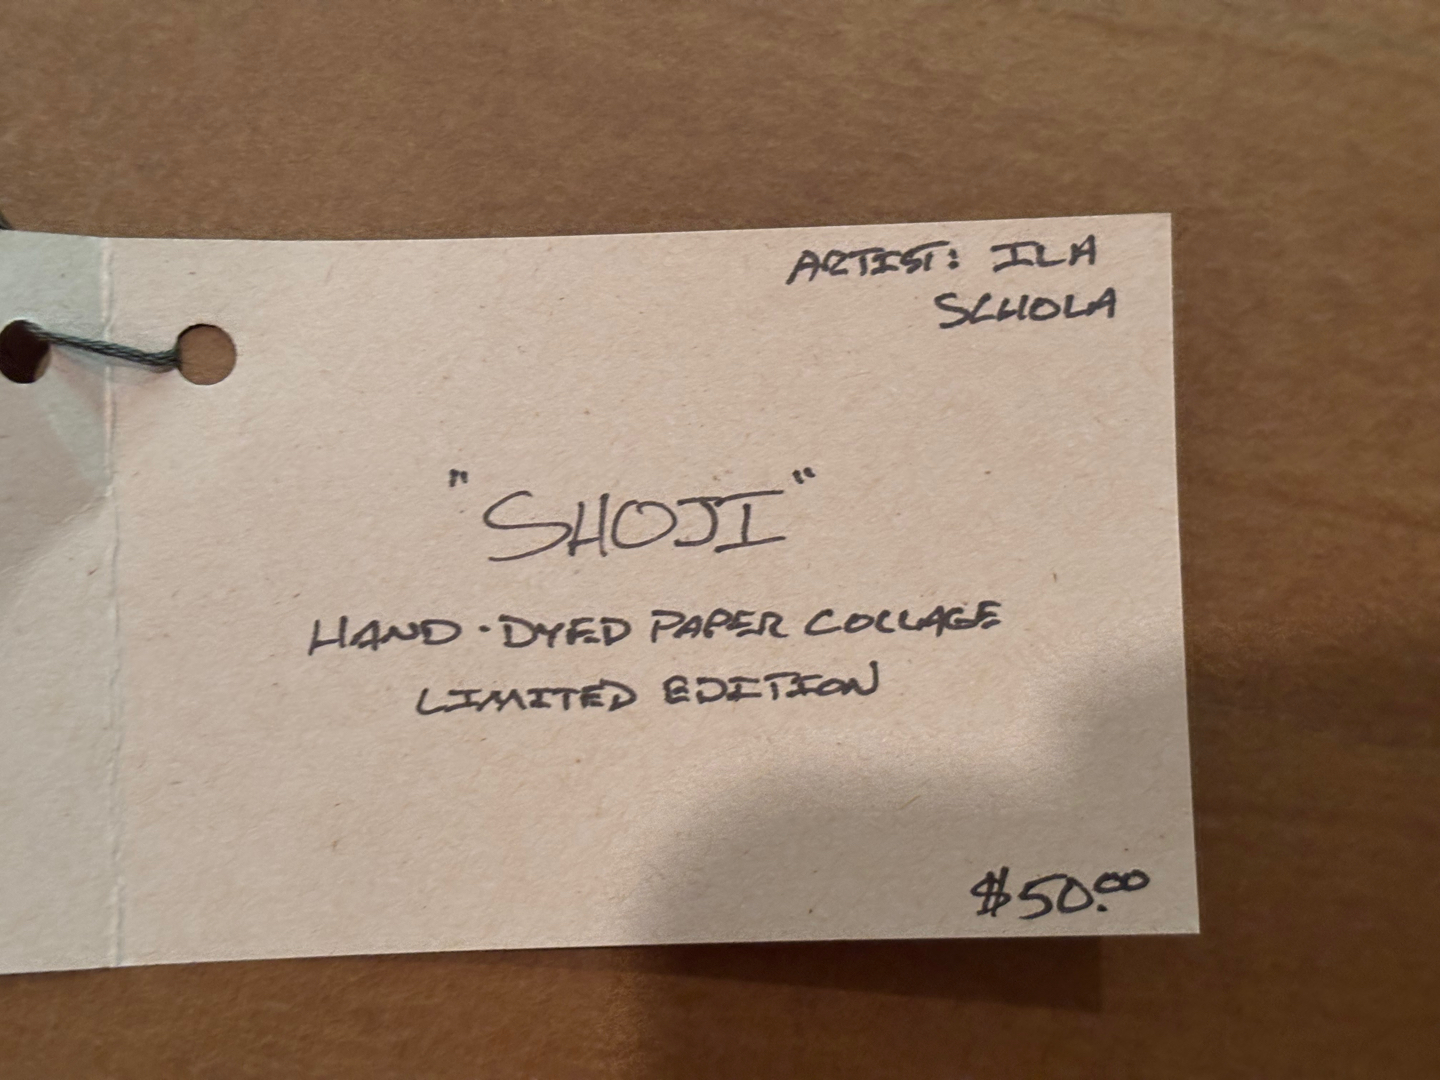 ARTIST: ILA
SCHOLA
"SHOJI"
HAND-DYED PAPER COLLAGE
LIMITED EDITION
$50.00